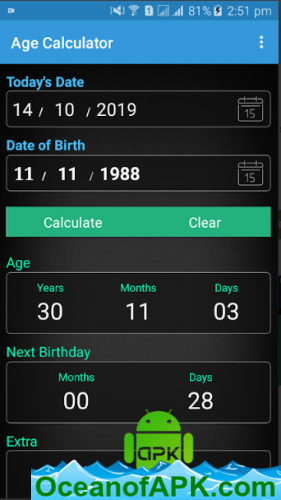 81% 2:51 pm
Age Calculator
Today's Date
14 / 10 / 2019
15
Date of Birth
11 / 11 / 1988
15
Calculate Clear
Age
Years Months Days
30 11 03
Next Birthday
Months Days
00 28
Extra
APK
OceanofAPK.com